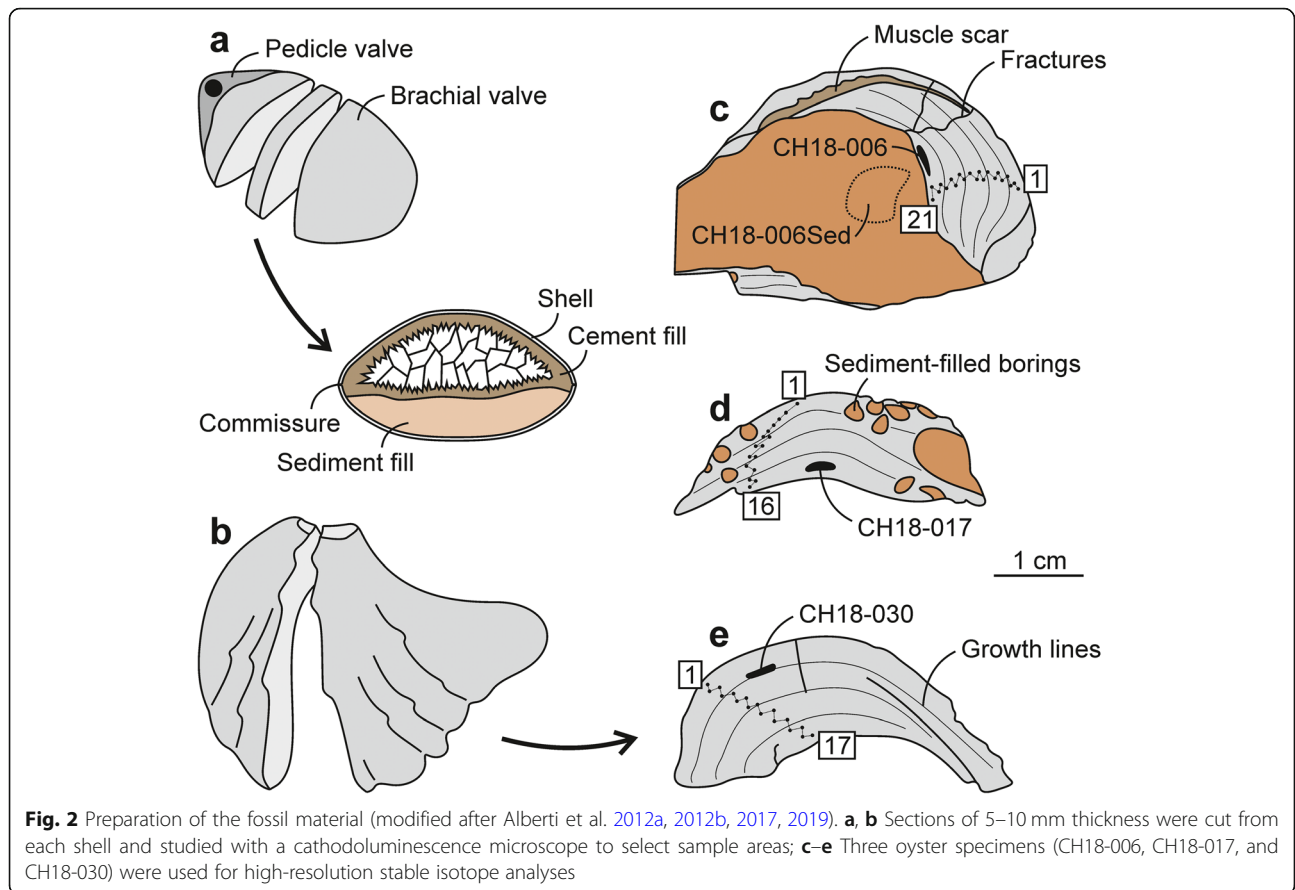 a
Pedicle valve
Brachial valve
Shell
Cement fill
Commissure
Sediment fill
b
c
Muscle scar
Fractures
CH18-006
1
21
CH18-006Sed
d
1
Sediment-filled borings
16
CH18-017
1 cm
e
CH18-030
1
Growth lines
17
Fig. 2 Preparation of the fossil material (modified after Alberti et al. 2012a, 2012b, 2017, 2019). a, b Sections of 5–10 mm thickness were cut from
each shell and studied with a cathodoluminescence microscope to select sample areas; c–e Three oyster specimens (CH18-006, CH18-017, and
CH18-030) were used for high-resolution stable isotope analyses